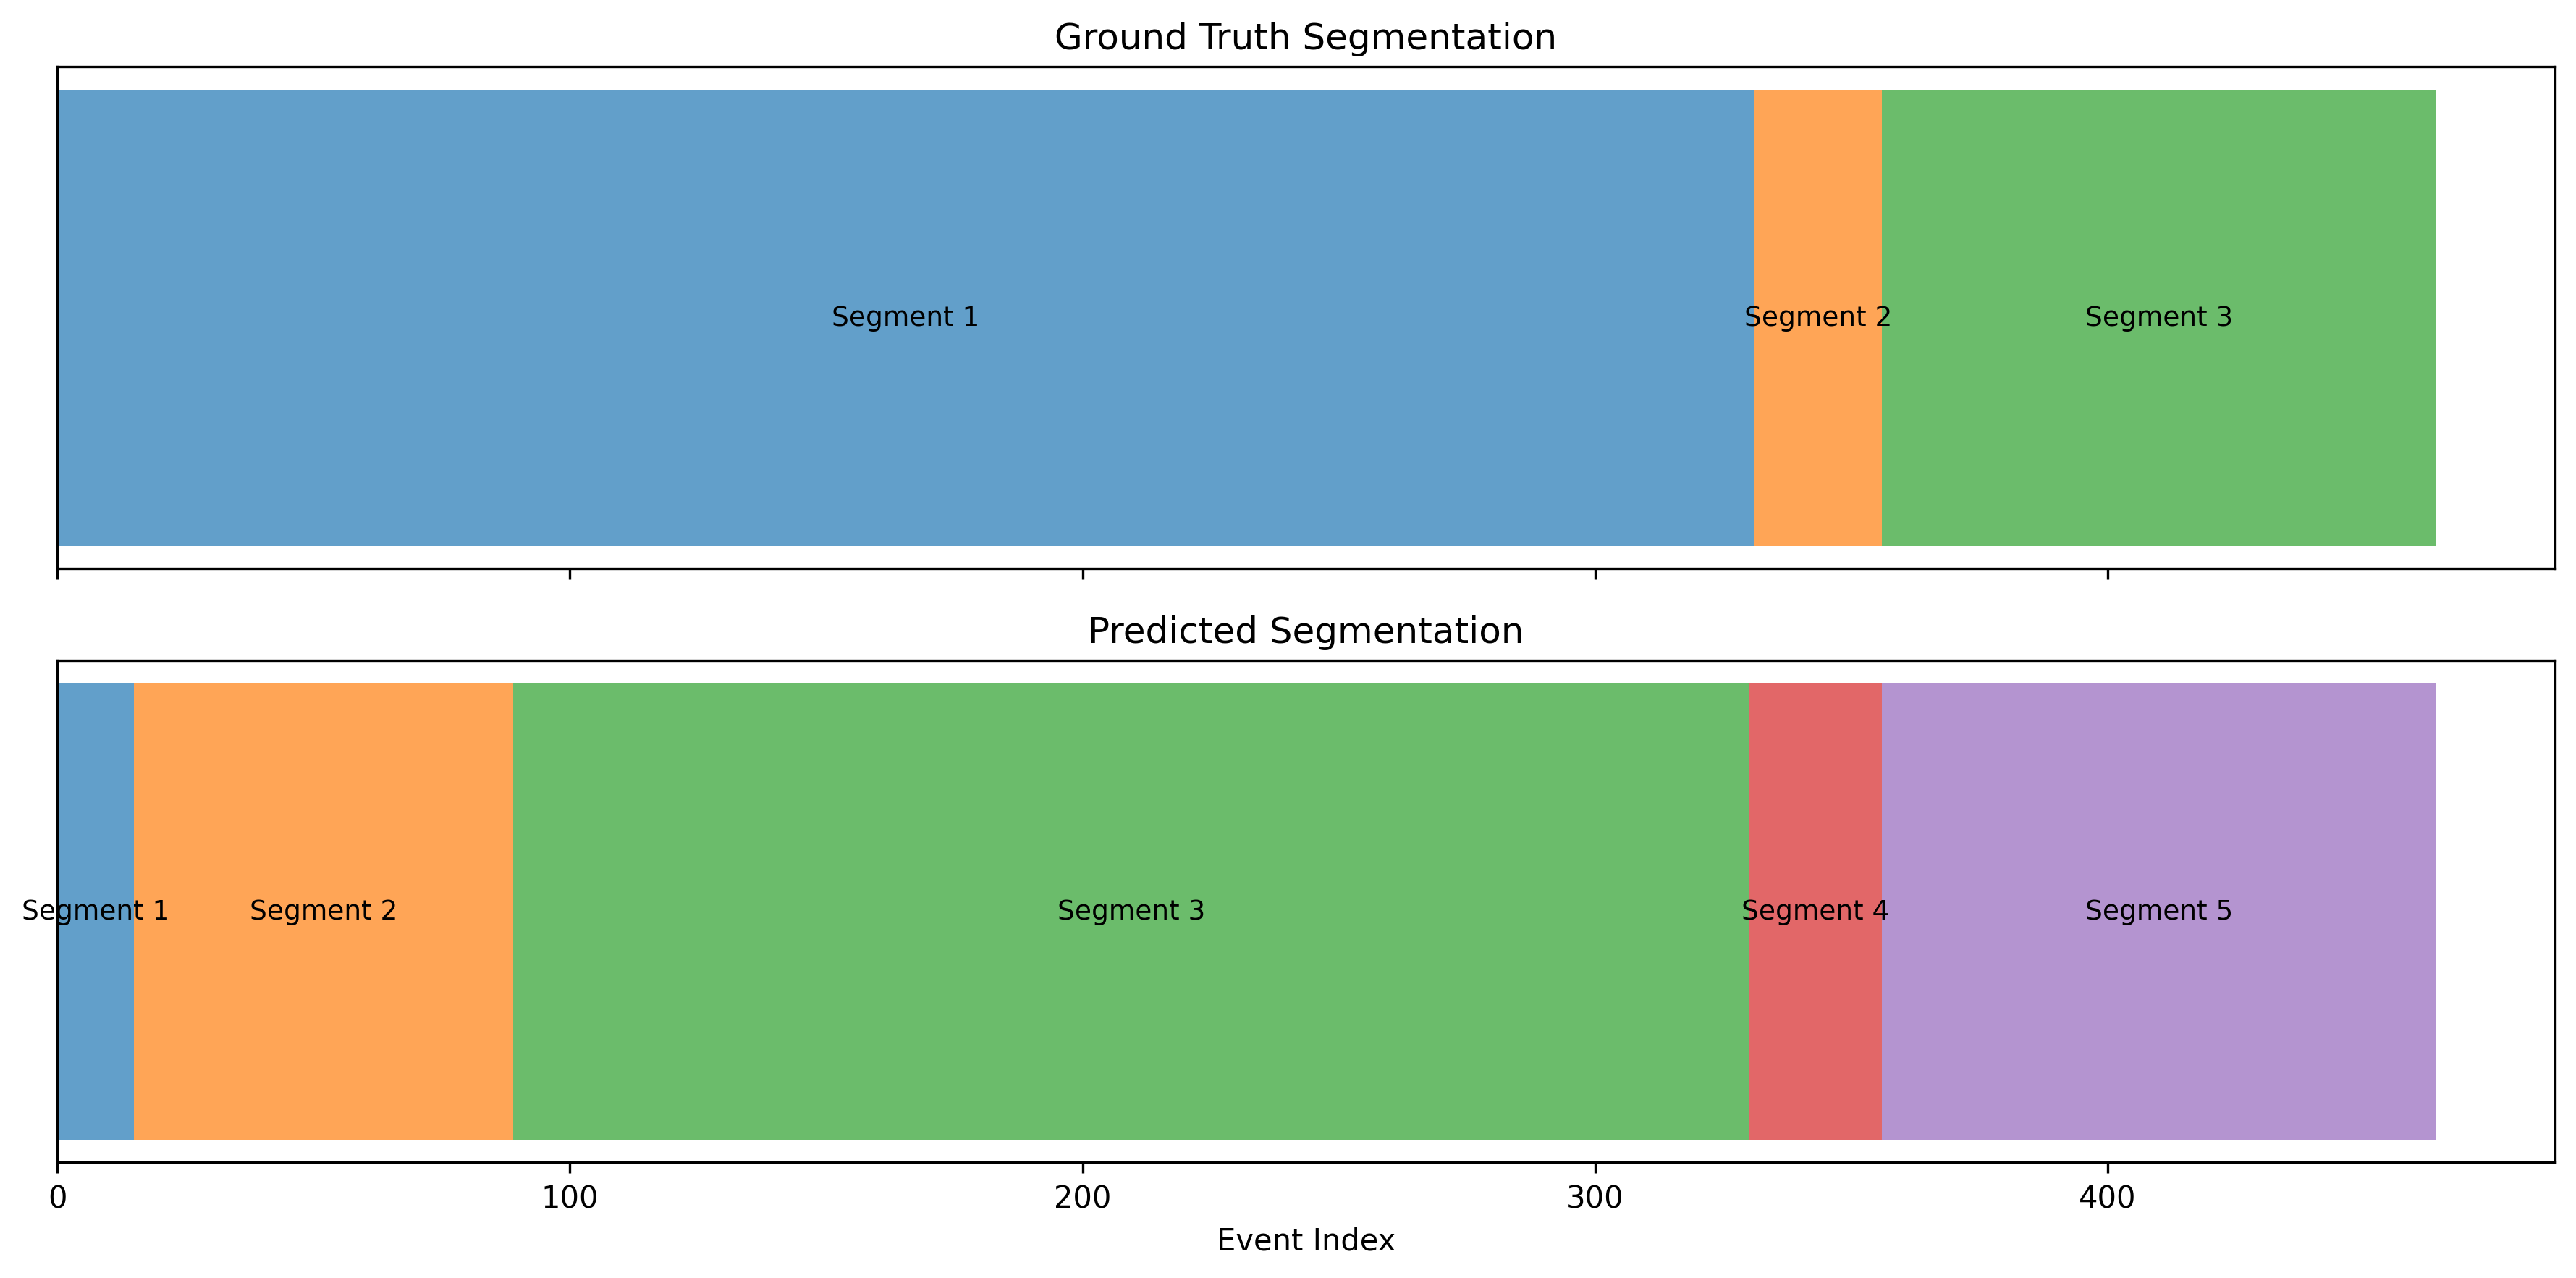 Ground Truth Segmentation
Segment 1 Segment 2 Segment 3
Predicted Segmentation
Segment 1 Segment 2 Segment 3 Segment 4 Segment 5
0 100 200 300 400
Event Index